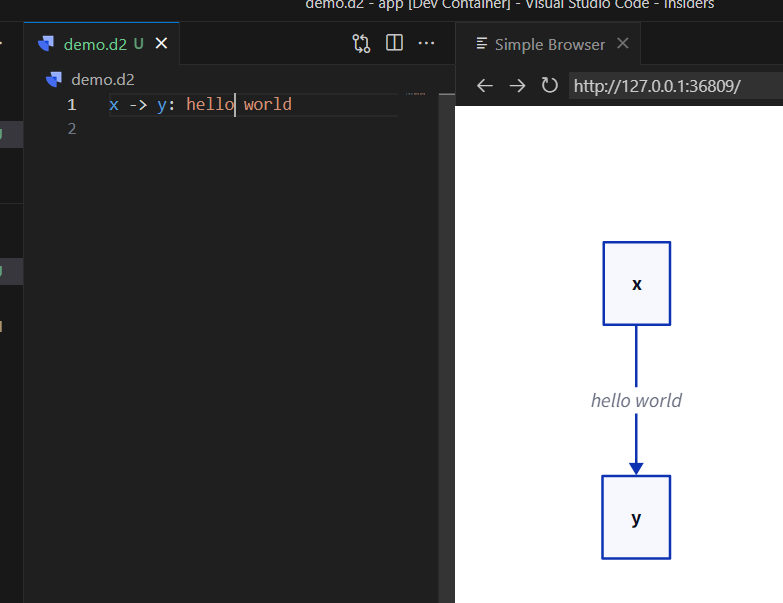 demo.d2 - app [Dev Container] - Visual Studio Code - Insiders
demo.d2 U
Simple Browser
demo.d2
http://127.0.0.1:36809/
1 x -> y: hello world
2
x
hello world
y